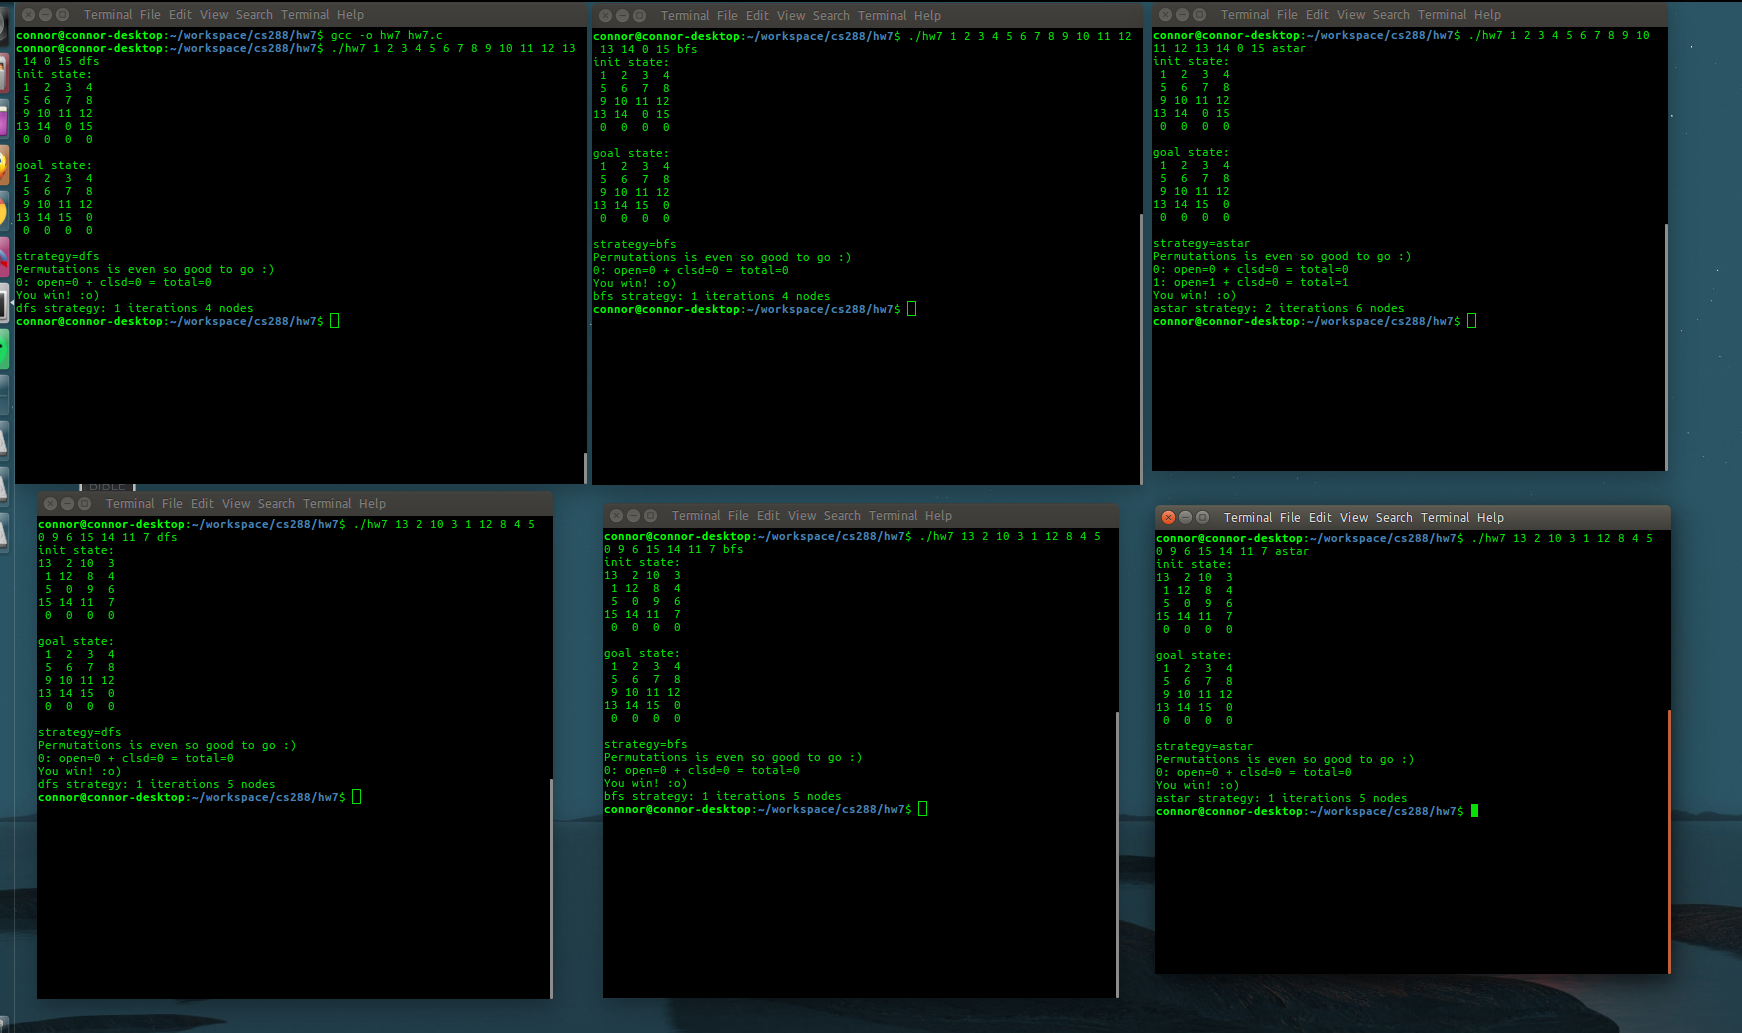 Terminal File Edit View Search Terminal Help
connor@connor-desktop:~/workspace/cs288/hw7$ gcc -o hw7 hw7.c
connor@connor-desktop:~/workspace/cs288/hw7$ ./hw7 1 2 3 4 5 6 7 8 9 10 11 12 13
14 0 15 dfs
init state:
1 2 3 4
5 6 7 8
9 10 11 12
13 14 0 15
0 0 0 0
goal state:
1 2 3 4
5 6 7 8
9 10 11 12
13 14 15 0
0 0 0 0
strategy=dfs
Permutations is even so good to go :)
0: open=0 + clsd=0 = total=0
You win! :o)
dfs strategy: 1 iterations 4 nodes
connor@connor-desktop:~/workspace/cs288/hw7$
Terminal File Edit View Search Terminal Help
connor@connor-desktop:~/workspace/cs288/hw7$ ./hw7 1 2 3 4 5 6 7 8 9 10 11 12
13 14 0 15 bfs
init state:
1 2 3 4
5 6 7 8
9 10 11 12
13 14 0 15
0 0 0 0
goal state:
1 2 3 4
5 6 7 8
9 10 11 12
13 14 15 0
0 0 0 0
strategy=bfs
Permutations is even so good to go :)
0: open=0 + clsd=0 = total=0
You win! :o)
bfs strategy: 1 iterations 4 nodes
connor@connor-desktop:~/workspace/cs288/hw7$
Terminal File Edit View Search Terminal Help
connor@connor-desktop:~/workspace/cs288/hw7$ ./hw7 1 2 3 4 5 6 7 8 9 10
11 12 13 14 0 15 astar
init state:
1 2 3 4
5 6 7 8
9 10 11 12
13 14 0 15
0 0 0 0
goal state:
1 2 3 4
5 6 7 8
9 10 11 12
13 14 15 0
0 0 0 0
strategy=astar
Permutations is even so good to go :)
0: open=0 + clsd=0 = total=0
1: open=1 + clsd=0 = total=1
You win! :o)
astar strategy: 2 iterations 6 nodes
connor@connor-desktop:~/workspace/cs288/hw7$
BIBLE
Terminal File Edit View Search Terminal Help
connor@connor-desktop:~/workspace/cs288/hw7$ ./hw7 13 2 10 3 1 12 8 4 5
0 9 6 15 14 11 7 dfs
init state:
13 2 10 3
1 12 8 4
5 0 9 6
15 14 11 7
0 0 0 0
goal state:
1 2 3 4
5 6 7 8
9 10 11 12
13 14 15 0
0 0 0 0
strategy=dfs
Permutations is even so good to go :)
0: open=0 + clsd=0 = total=0
You win! :o)
dfs strategy: 1 iterations 5 nodes
connor@connor-desktop:~/workspace/cs288/hw7$
Terminal File Edit View Search Terminal Help
connor@connor-desktop:~/workspace/cs288/hw7$ ./hw7 13 2 10 3 1 12 8 4 5
0 9 6 15 14 11 7 bfs
init state:
13 2 10 3
1 12 8 4
5 0 9 6
15 14 11 7
0 0 0 0
goal state:
1 2 3 4
5 6 7 8
9 10 11 12
13 14 15 0
0 0 0 0
strategy=bfs
Permutations is even so good to go :)
0: open=0 + clsd=0 = total=0
You win! :o)
bfs strategy: 1 iterations 5 nodes
connor@connor-desktop:~/workspace/cs288/hw7$
Terminal File Edit View Search Terminal Help
connor@connor-desktop:~/workspace/cs288/hw7$ ./hw7 13 2 10 3 1 12 8 4 5
0 9 6 15 14 11 7 astar
init state:
13 2 10 3
1 12 8 4
5 0 9 6
15 14 11 7
0 0 0 0
goal state:
1 2 3 4
5 6 7 8
9 10 11 12
13 14 15 0
0 0 0 0
strategy=astar
Permutations is even so good to go :)
0: open=0 + clsd=0 = total=0
You win! :o)
astar strategy: 1 iterations 5 nodes
connor@connor-desktop:~/workspace/cs288/hw7$